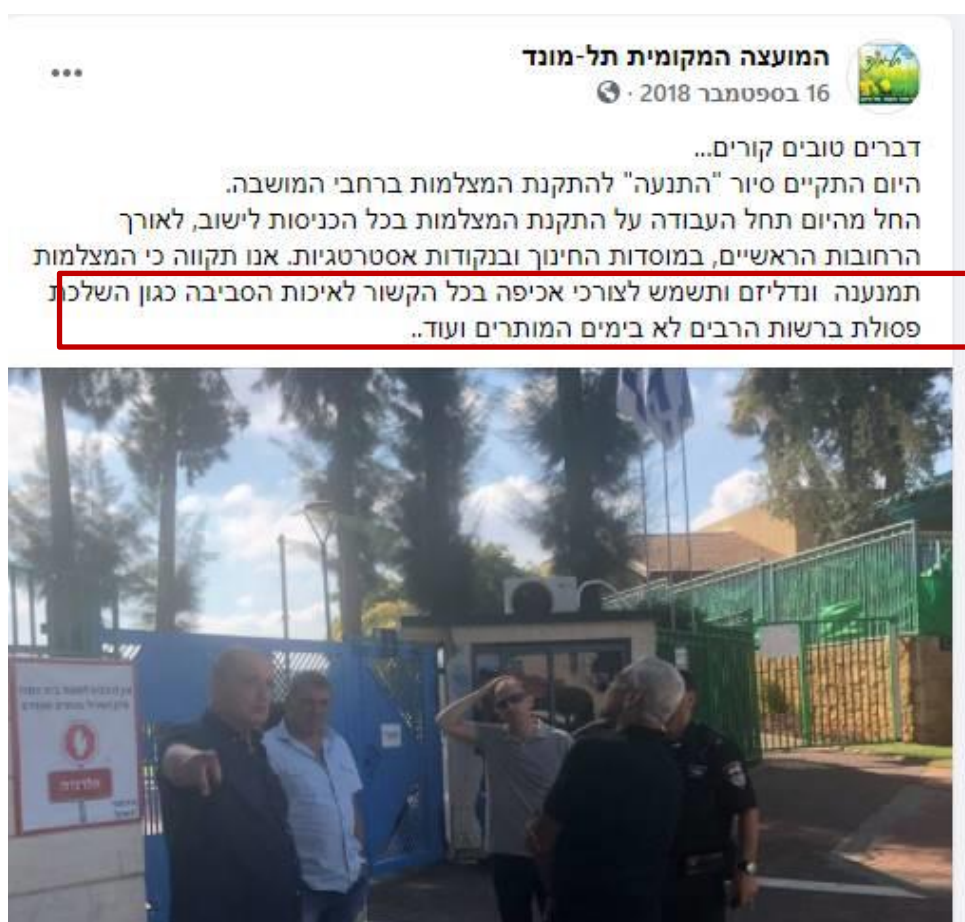 המועצה המקומית תל-מונד
16 בספטמבר 2018 ·
דברים טובים קורים...
היום התקיים סיור "התנעה" להתקנת המצלמות ברחבי המושבה.
החל מהיום תחל העבודה על התקנת המצלמות בכל הכניסות לישוב, לאורך
הרחובות הראשיים, במוסדות החינוך ובנקודות אסטרטגיות. אנו תקווה כי המצלמות
תמנענה ונדליזם ותשמש לצורכי אכיפה בכל הקשור לאיכות הסביבה כגון השלכת
פסולת ברשות הרבים לא בימים המותרים ועוד..